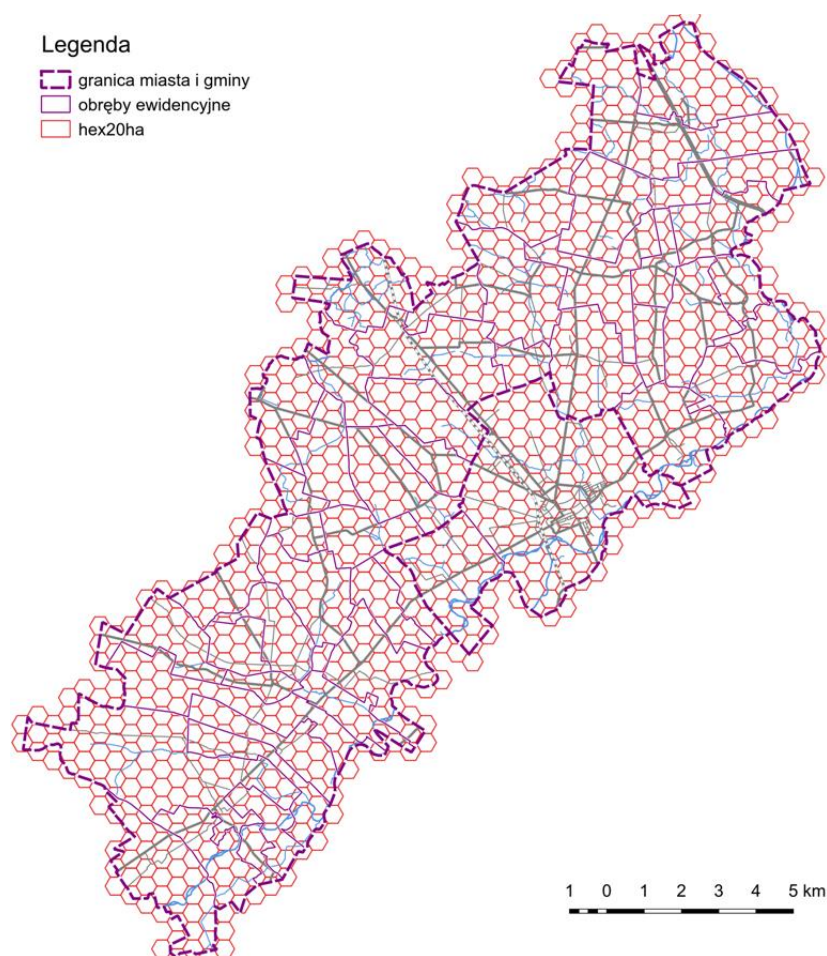 Legenda
granica miasta i gminy
obręby ewidencyjne
hex20ha
1 0 1 2 3 4 5 km